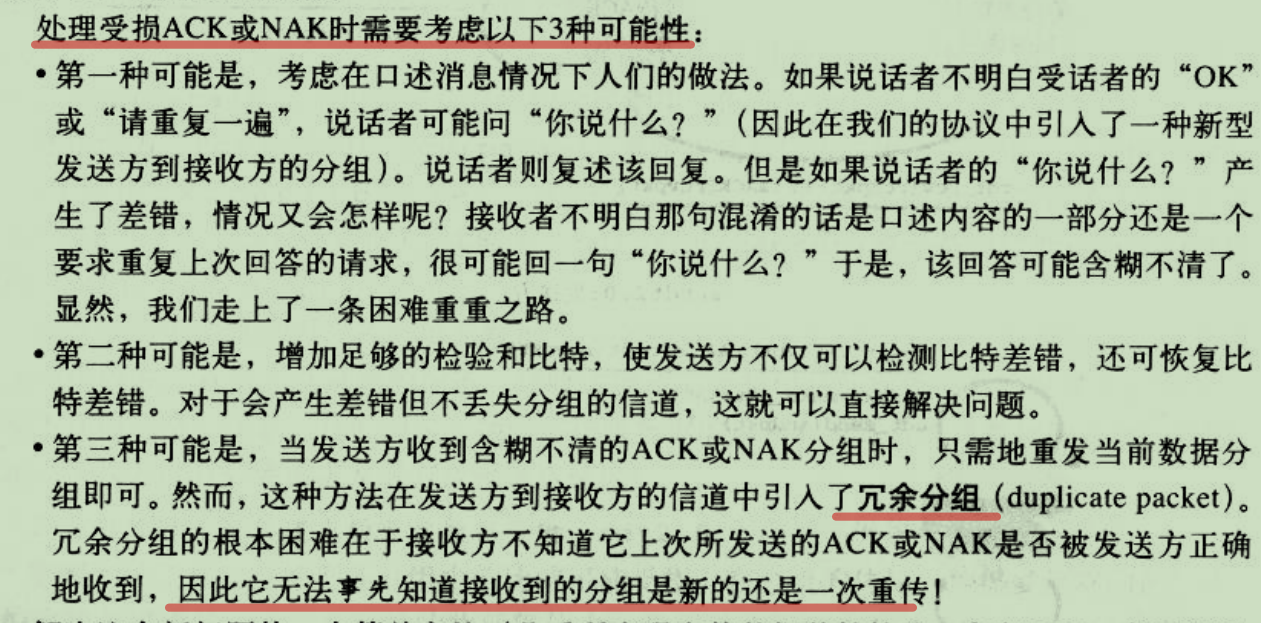 处理受损ACK或NAK时需要考虑以下3种可能性：
• 第一种可能是，考虑在口述消息情况下人们的做法。如果说话者不明白受话者的“OK”
或“请重复一遍”，说话者可能问“你说什么？”（因此在我们的协议中引入了一种新型
发送方到接收方的分组）。说话者则复述该回复。但是如果说话者的“你说什么？”产
生了差错，情况又会怎样呢？接收者不明白那句混淆的话是口述内容的一部分还是一个
要求重复上次回答的请求，很可能回一句“你说什么？”于是，该回答可能含糊不清了。
显然，我们走上了一条困难重重之路。
• 第二种可能是，增加足够的检验和比特，使发送方不仅可以检测比特差错，还可恢复比
特差错。对于会产生差错但不丢失分组的信道，这就可以直接解决问题。
• 第三种可能是，当发送方收到含糊不清的ACK或NAK分组时，只需地重发当前数据分
组即可。然而，这种方法在发送方到接收方的信道中引入了冗余分组（duplicate packet）。
冗余分组的根本困难在于接收方不知道它上次所发送的ACK或NAK是否被发送方正确
地收到，因此它无法事先知道接收到的分组是新的还是一次重传！